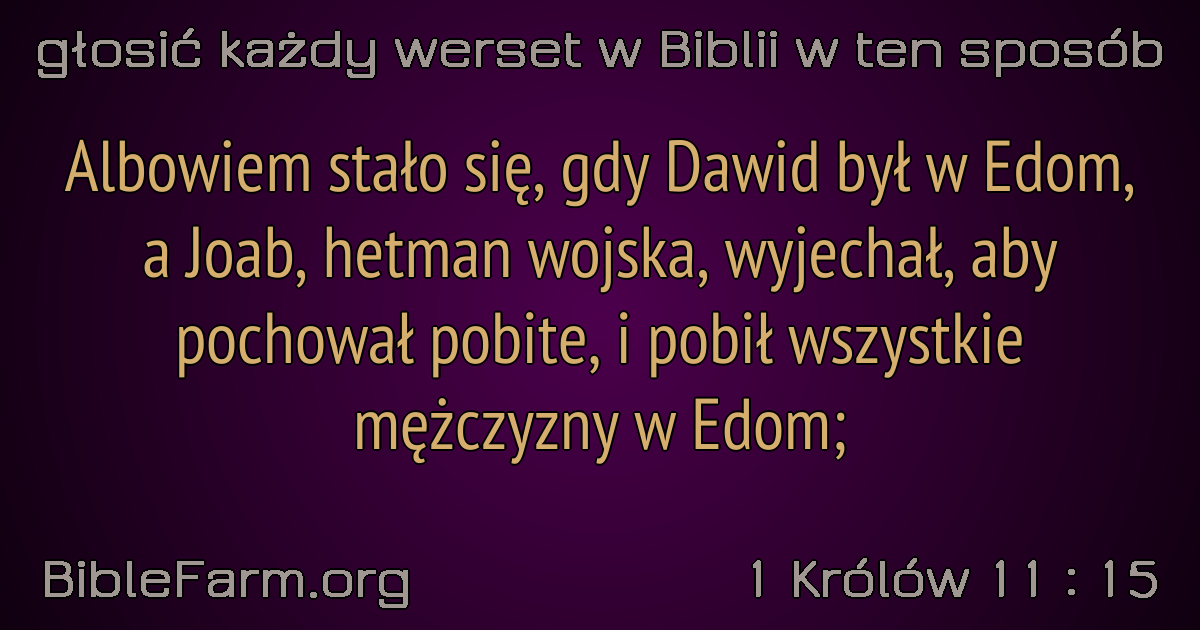 głosić każdy werset w Biblii w ten sposób
Albowiem stało się, gdy Dawid był w Edom,
a Joab, hetman wojska, wyjechał, aby
pochował pobite, i pobił wszystkie
mężczyzny w Edom;
BibleFarm.org
1 Królów 11 : 15